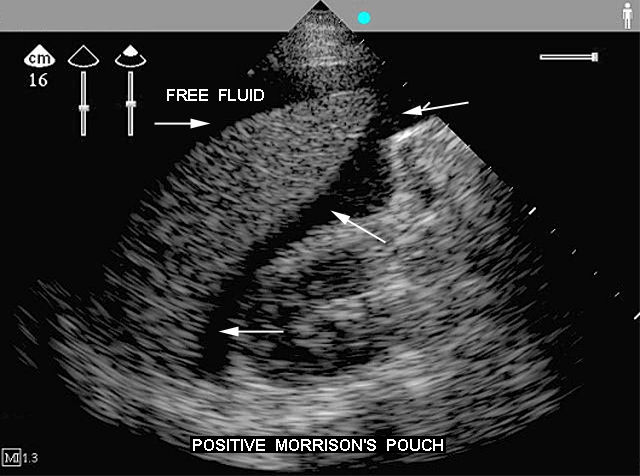 cm
16
FREE FLUID
POSITIVE MORRISON'S POUCH
MI 1.3